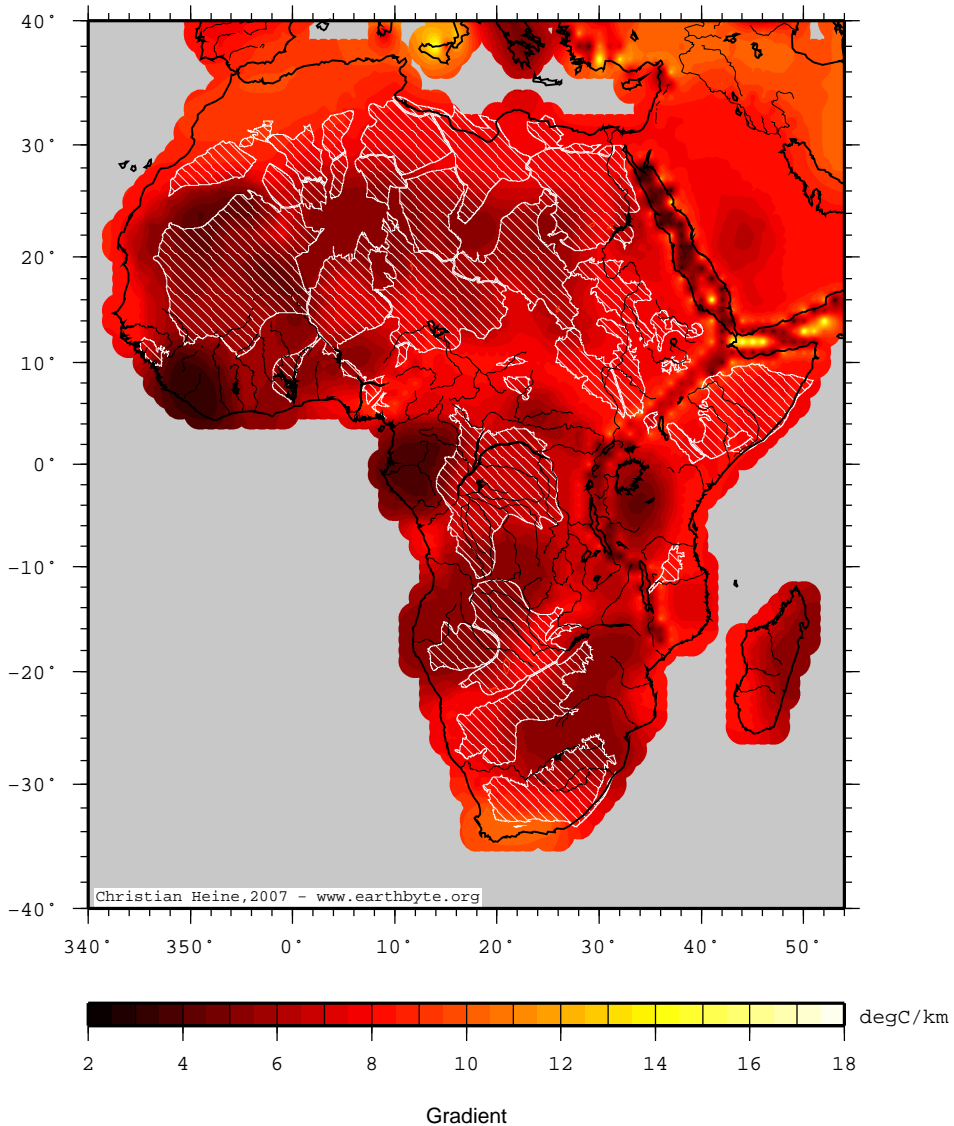 40˚
30˚
20˚
10˚
0˚
−10˚
−20˚
−30˚
−40˚
Christian Heine,2007 - www.earthbyte.org
340˚ 350˚ 0˚ 10˚ 20˚ 30˚ 40˚ 50˚
degC/km
2 4 6 8 10 12 14 16 18
Gradient